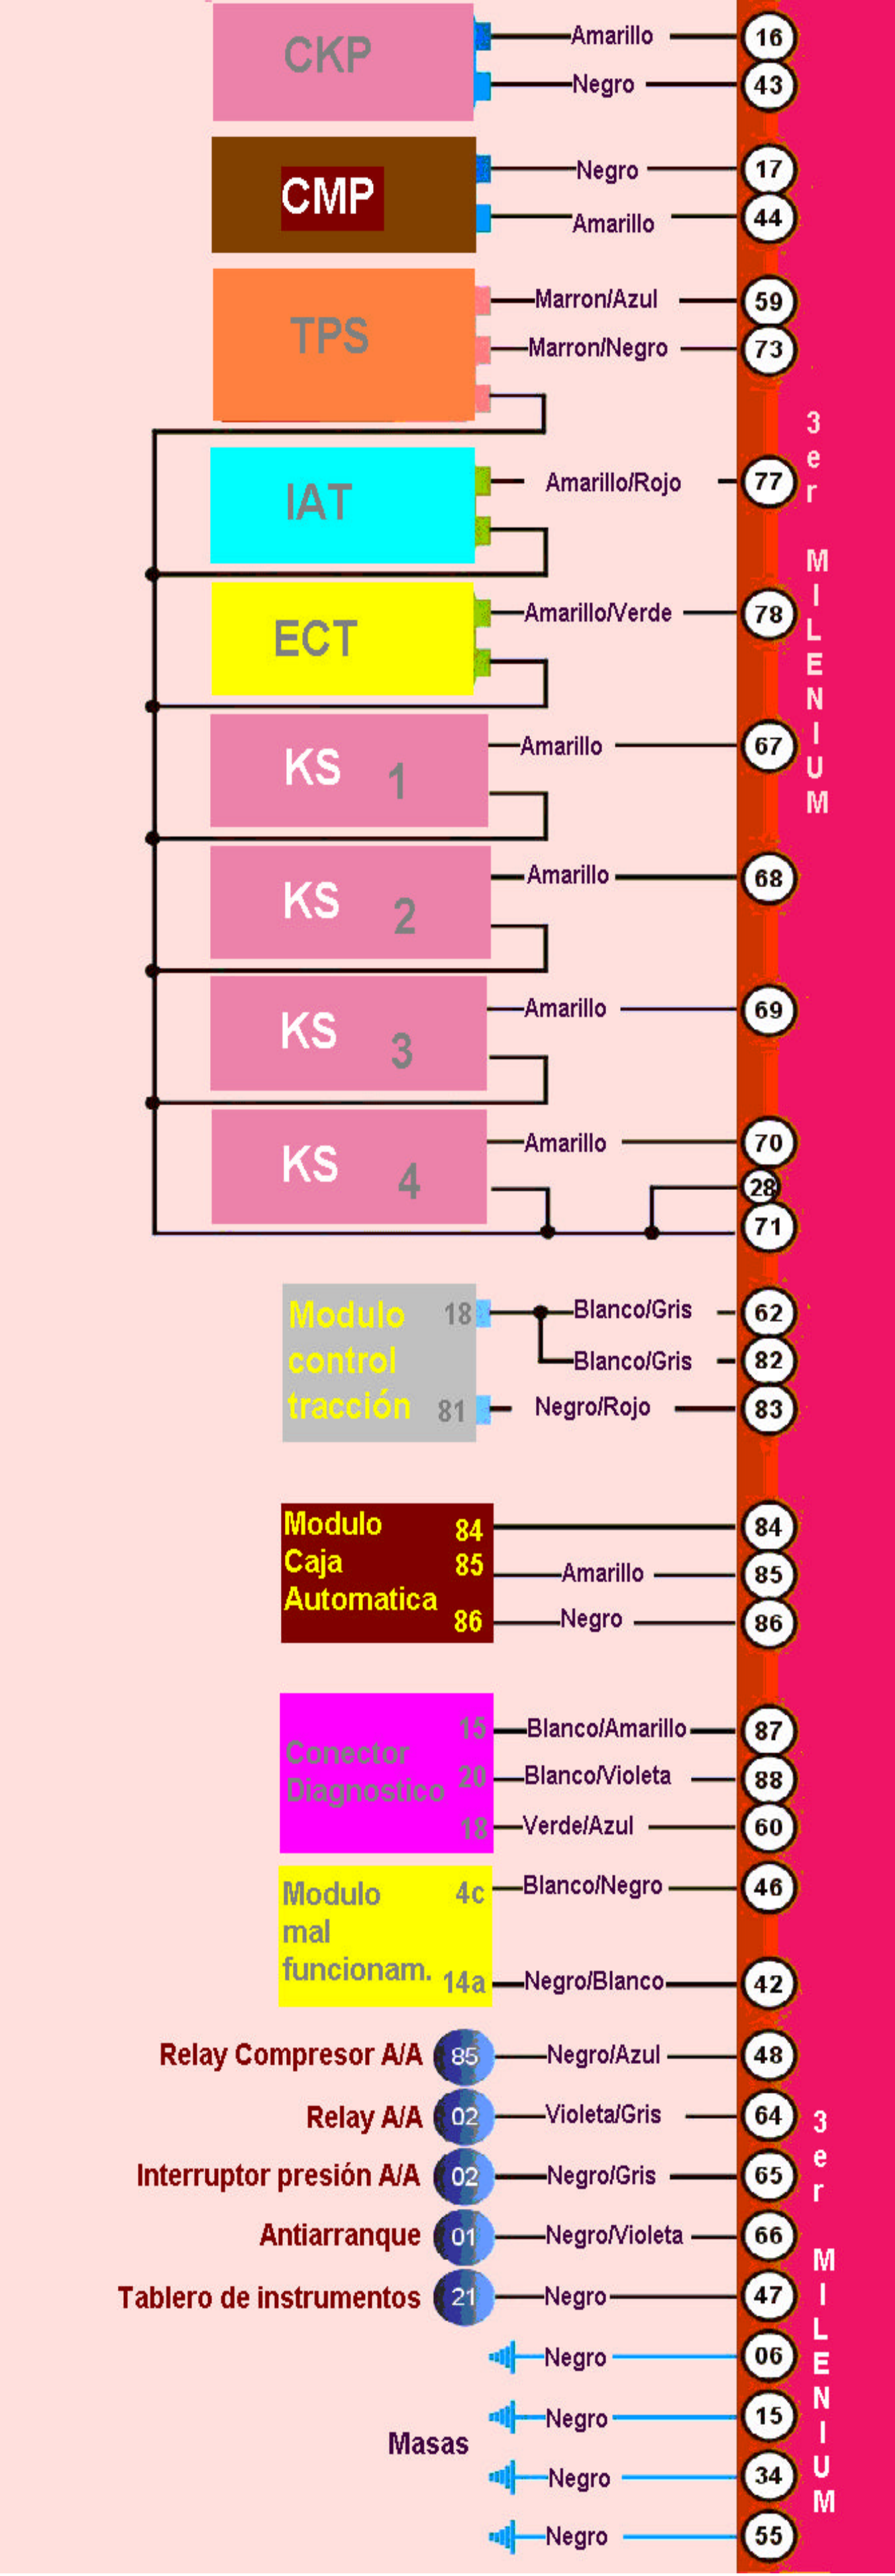 CKP
Amarillo 16
Negro 43
CMP
Negro 17
Amarillo 44
TPS
Marron/Azul 59
Marron/Negro 73
IAT
Amarillo/Rojo 77
ECT
Amarillo/Verde 78
KS 1
Amarillo 67
KS 2
Amarillo 68
KS 3
Amarillo 69
KS 4
Amarillo 70
28
71
3er MILENIUM
Modulo
control
tracción
18 Blanco/Gris 62
Blanco/Gris 82
81 Negro/Rojo 83
Modulo
Caja
Automatica
84 84
85 Amarillo 85
86 Negro 86
Conector
Diagnostico
15 Blanco/Amarillo 87
20 Blanco/Violeta 88
18 Verde/Azul 60
Modulo
mal
funcionam.
4c Blanco/Negro 46
14a Negro/Blanco 42
Relay Compresor A/A 85 Negro/Azul 48
Relay A/A 02 Violeta/Gris 64
Interruptor presión A/A 02 Negro/Gris 65
Antiarranque 01 Negro/Violeta 66
Tablero de instrumentos 21 Negro 47
Masas
Negro 06
Negro 15
Negro 34
Negro 55
3er MILENIUM